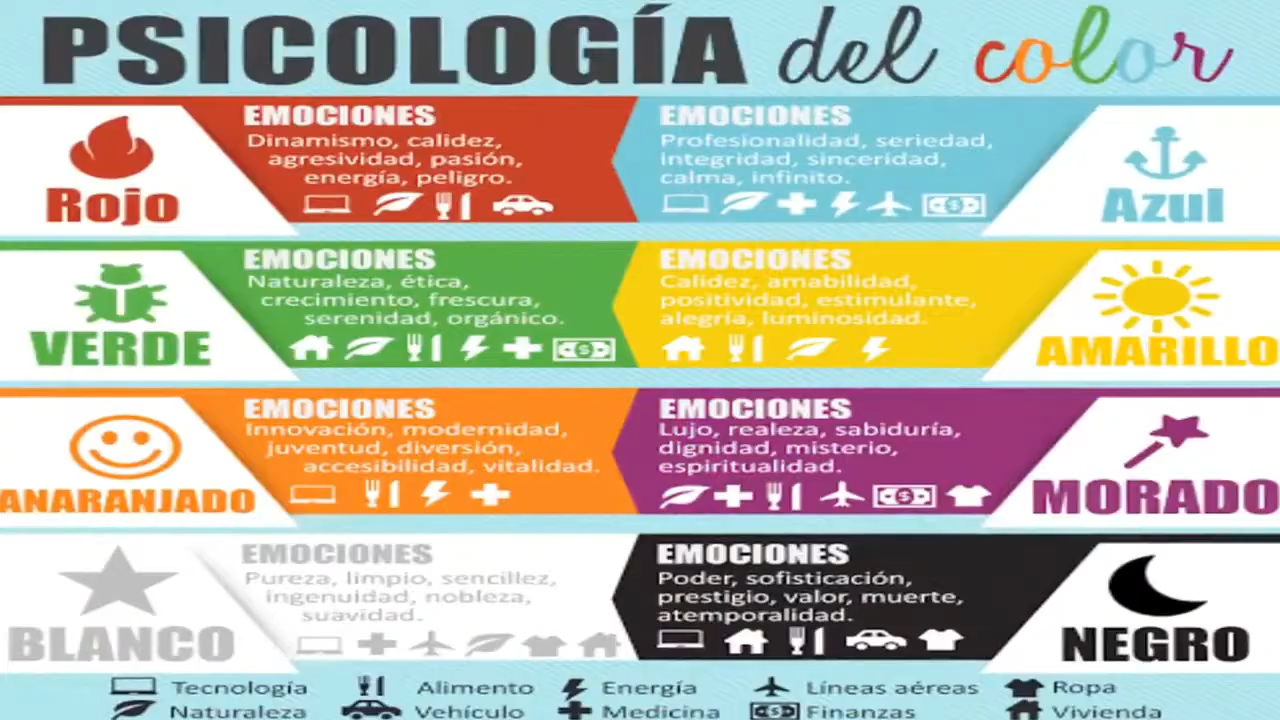 PSICOLOGÍA del color
Rojo
EMOCIONES
Dinamismo, calidez,
agresividad, pasión,
energía, peligro.
EMOCIONES
Profesionalidad, seriedad,
integridad, sinceridad,
calma, infinito.
Azul
VERDE
EMOCIONES
Naturaleza, ética,
crecimiento, frescura,
serenidad, orgánico.
EMOCIONES
Calidez, amabilidad,
positividad, estimulante,
alegría, luminosidad.
AMARILLO
ANARANJADO
EMOCIONES
Innovación, modernidad,
juventud, diversión,
accesibilidad, vitalidad.
EMOCIONES
Lujo, realeza, sabiduría,
dignidad, misterio,
espiritualidad.
MORADO
BLANCO
EMOCIONES
Pureza, limpio, sencillez,
ingenuidad, nobleza,
suavidad.
EMOCIONES
Poder, sofisticación,
prestigio, valor, muerte,
atemporalidad.
NEGRO
Tecnología Alimento Energía Líneas aéreas Ropa
Naturaleza Vehículo Medicina Finanzas Vivienda